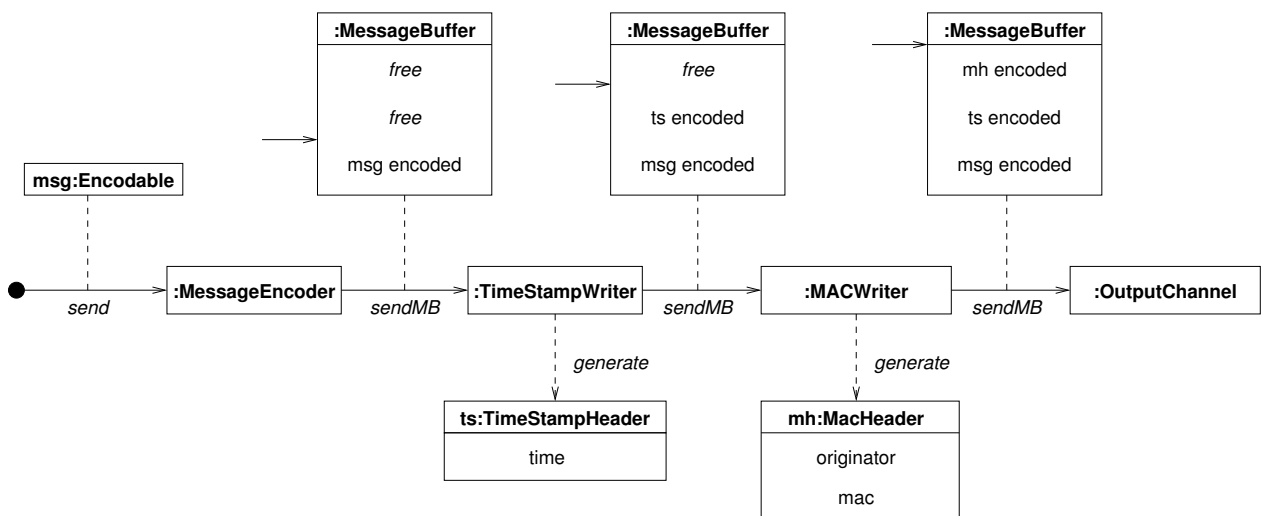 :MessageBuffer
free
free
msg encoded
:MessageBuffer
free
ts encoded
msg encoded
:MessageBuffer
mh encoded
ts encoded
msg encoded
msg:Encodable
send
:MessageEncoder
sendMB
:TimeStampWriter
sendMB
:MACWriter
sendMB
:OutputChannel
generate
generate
ts:TimeStampHeader
time
mh:MacHeader
originator
mac